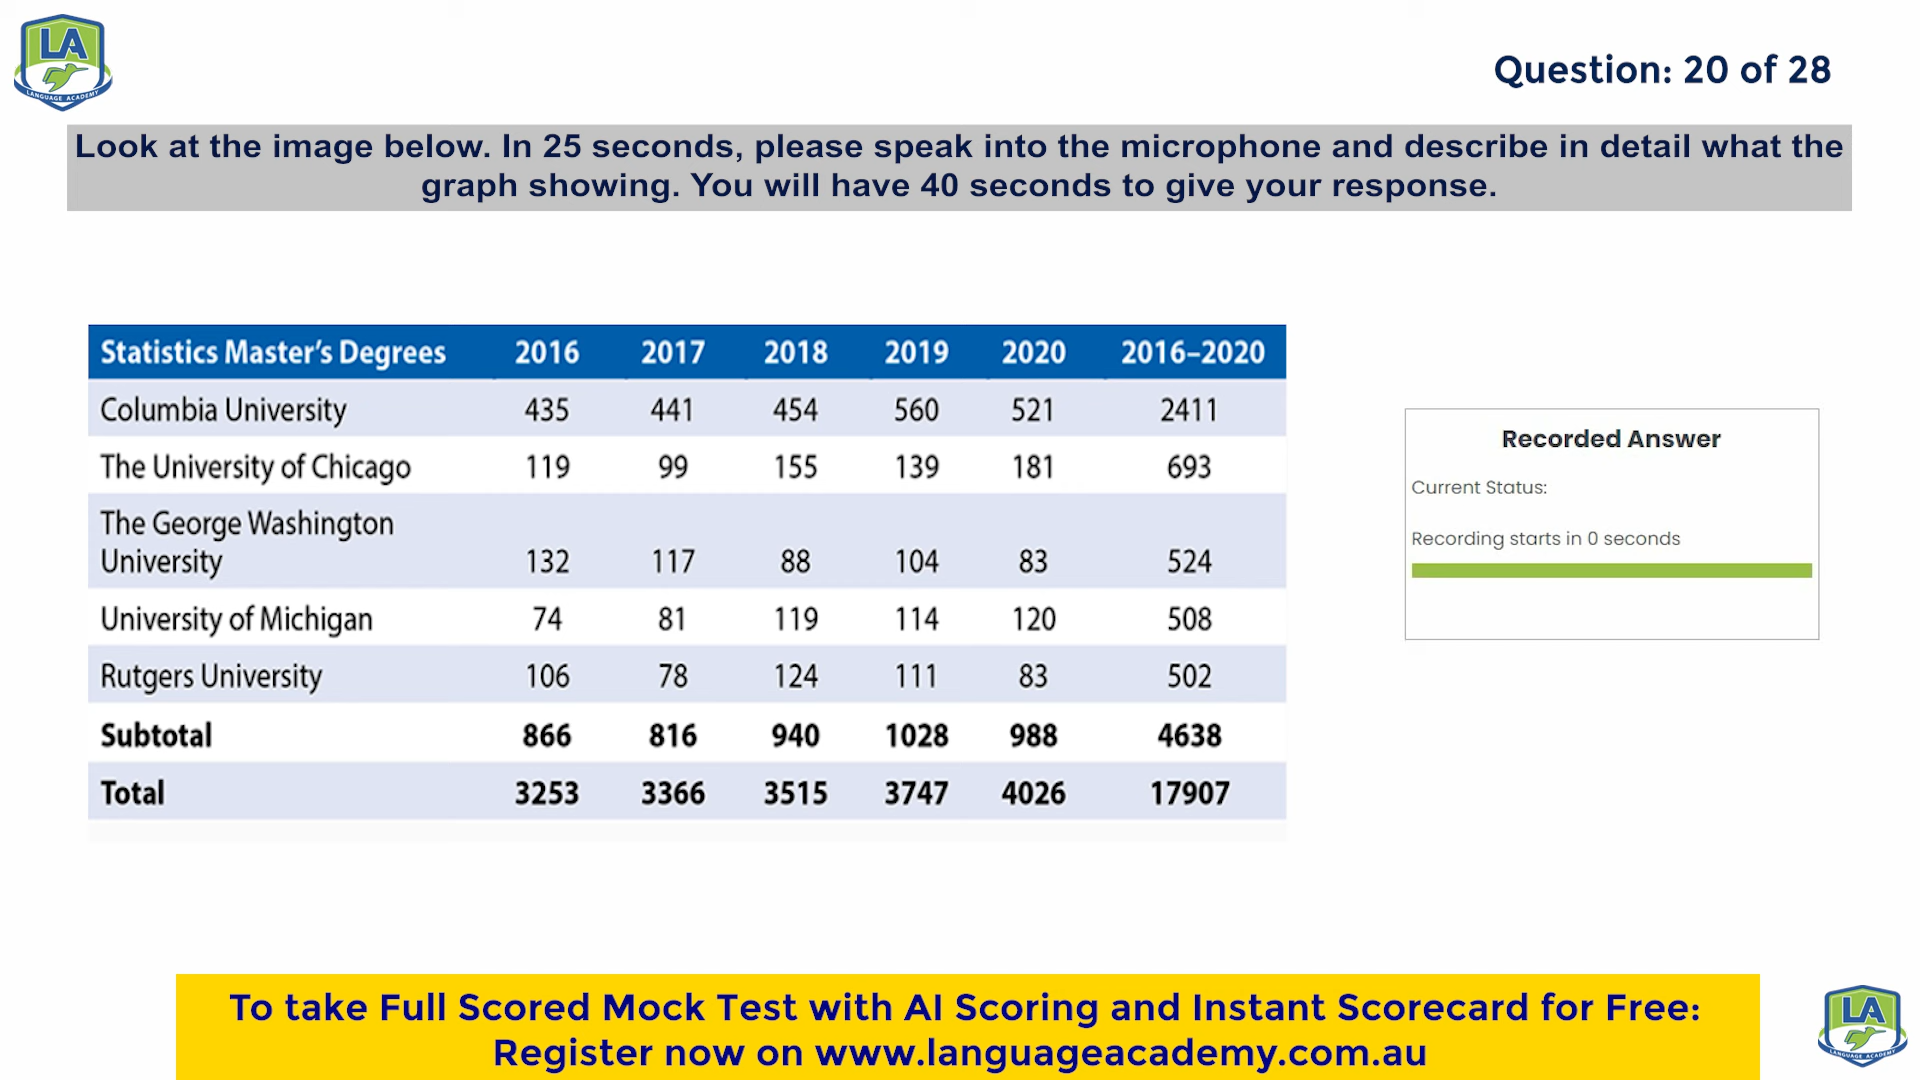 LA
LANGUAGE ACADEMY
Question: 20 of 28
Look at the image below. In 25 seconds, please speak into the microphone and describe in detail what the
graph showing. You will have 40 seconds to give your response.
Statistics Master's Degrees 2016 2017 2018 2019 2020 2016–2020
Columbia University 435 441 454 560 521 2411
The University of Chicago 119 99 155 139 181 693
The George Washington
University 132 117 88 104 83 524
University of Michigan 74 81 119 114 120 508
Rutgers University 106 78 124 111 83 502
Subtotal 866 816 940 1028 988 4638
Total 3253 3366 3515 3747 4026 17907
Recorded Answer
Current Status:
Recording starts in 0 seconds
To take Full Scored Mock Test with AI Scoring and Instant Scorecard for Free:
Register now on www.languageacademy.com.au
LA
LANGUAGE ACADEMY